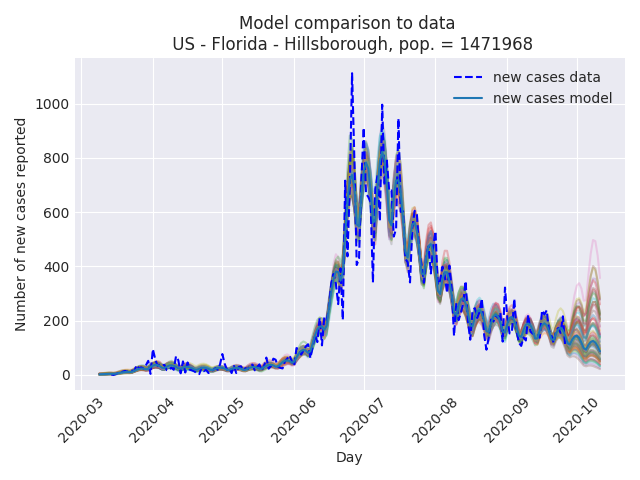 Model comparison to data
US - Florida - Hillsborough, pop. = 1471968
new cases data
new cases model
Number of new cases reported
1000
800
600
400
200
0
2020-03
2020-04
2020-05
2020-06
2020-07
2020-08
2020-09
2020-10
Day